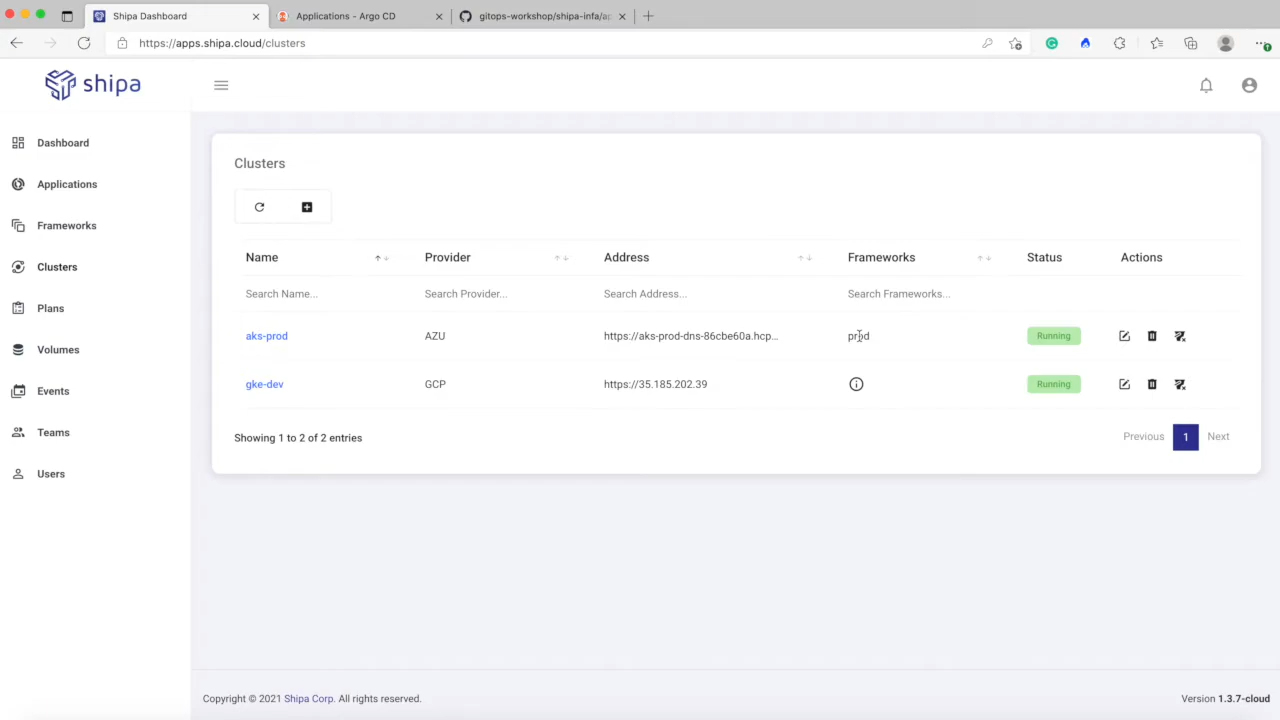 Shipa Dashboard
Applications - Argo CD
gitops-workshop/shipa-infa/ap
https://apps.shipa.cloud/clusters
shipa
Dashboard
Applications
Frameworks
Clusters
Plans
Volumes
Events
Teams
Users
Clusters
Name Provider Address Frameworks Status Actions
Search Name... Search Provider... Search Address... Search Frameworks...
aks-prod AZU https://aks-prod-dns-86cbe60a.hcp... prod Running
gke-dev GCP https://35.185.202.39 Running
Showing 1 to 2 of 2 entries
Previous 1 Next
Copyright © 2021 Shipa Corp. All rights reserved.
Version 1.3.7-cloud